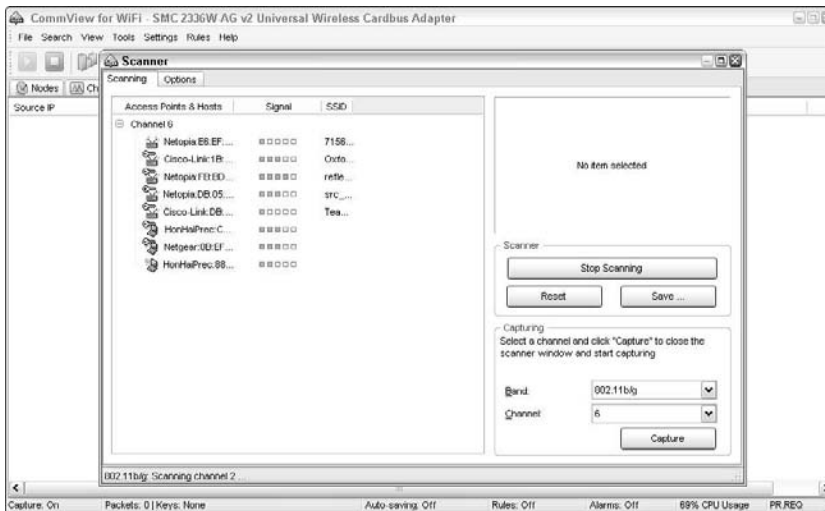 CommView for WiFi - SMC 2336W-AG v2 Universal Wireless Cardbus Adapter
File Search View Tools Settings Rules Help
Scanner
Scanning Options
Nodes Ch
Source IP
Access Points & Hosts Signal SSID
Channel 6
Netopia:E6:EF:... 7156...
Cisco-Link:1B:... Oxfo...
Netopia:FB:BD... refle...
Netopia:DB:05:... src_...
Cisco-Link:DB:... Tea...
HonHaiPrec:C...
Netgear:0D:EF...
HonHaiPrec:88...
No item selected
Scanner
Stop Scanning
Reset Save ...
Capturing
Select a channel and click "Capture" to close the
scanner window and start capturing
Band: 802.11b/g
Channel: 6
Capture
802.11b/g: Scanning channel 2 ...
Capture: On Packets: 0 | Keys: None Auto-saving: Off Rules: Off Alarms: Off 69% CPU Usage PR.REQ